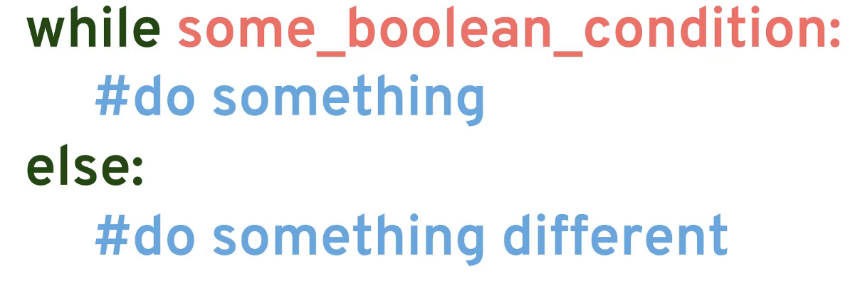 while some_boolean_condition:
#do something
else:
#do something different